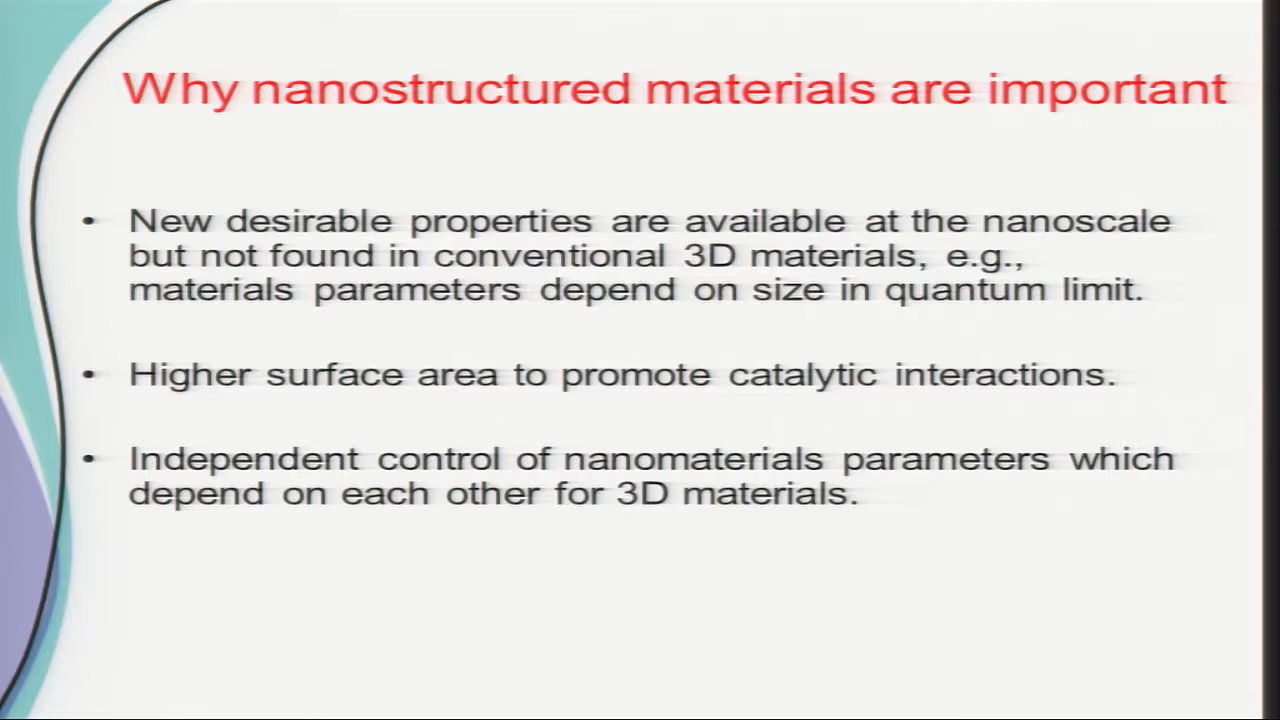 Why nanostructured materials are important
• New desirable properties are available at the nanoscale
but not found in conventional 3D materials, e.g.,
materials parameters depend on size in quantum limit.
• Higher surface area to promote catalytic interactions.
• Independent control of nanomaterials parameters which
depend on each other for 3D materials.